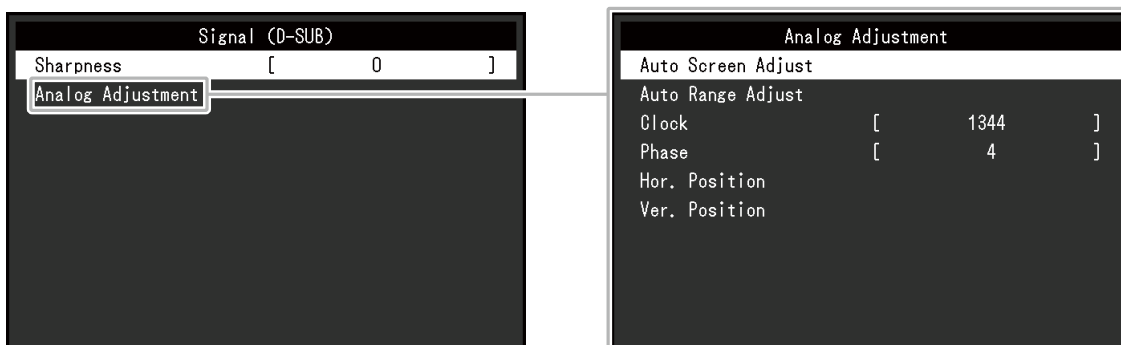 Signal (D-SUB)
Sharpness [ 0 ]
Analog Adjustment
Analog Adjustment
Auto Screen Adjust
Auto Range Adjust
Clock [ 1344 ]
Phase [ 4 ]
Hor. Position
Ver. Position